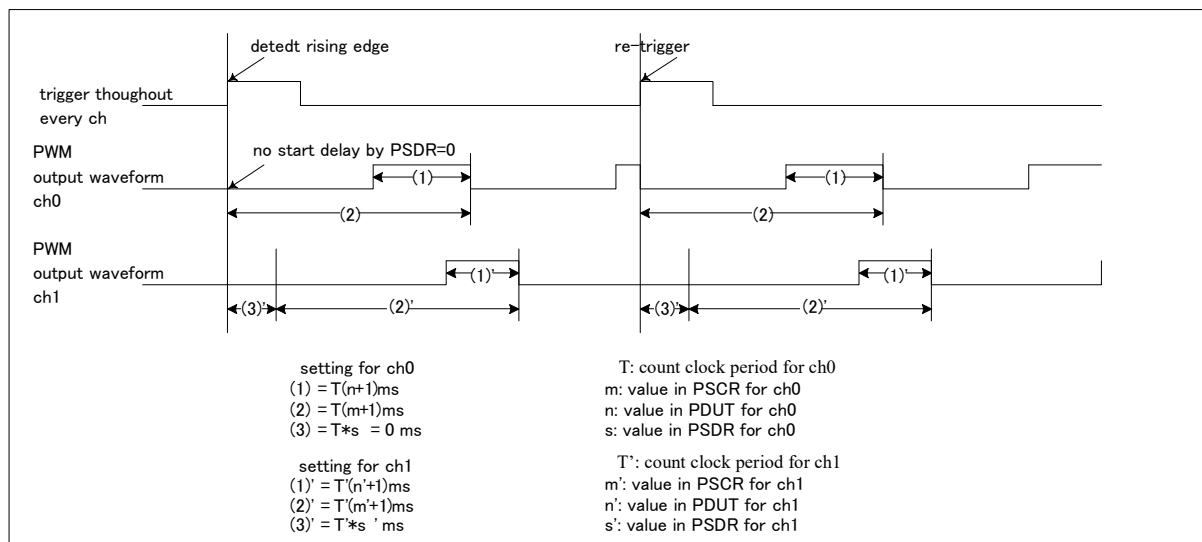 detedt rising edge
re-trigger
trigger thoughout
every ch
PWM
output waveform
ch0
no start delay by PSDR=0
(1)
(1)
(2)
(2)
PWM
output waveform
ch1
(1)'
(1)'
(3)'
(2)'
(3)'
(2)'
setting for ch0
(1) = T(n+1)ms
(2) = T(m+1)ms
(3) = T*s = 0 ms
T: count clock period for ch0
m: value in PSCR for ch0
n: value in PDUT for ch0
s: value in PSDR for ch0
setting for ch1
(1)' = T'(n'+1)ms
(2)' = T'(m'+1)ms
(3)' = T'*s ' ms
T’: count clock period for ch1
m': value in PSCR for ch1
n': value in PDUT for ch1
s': value in PSDR for ch1